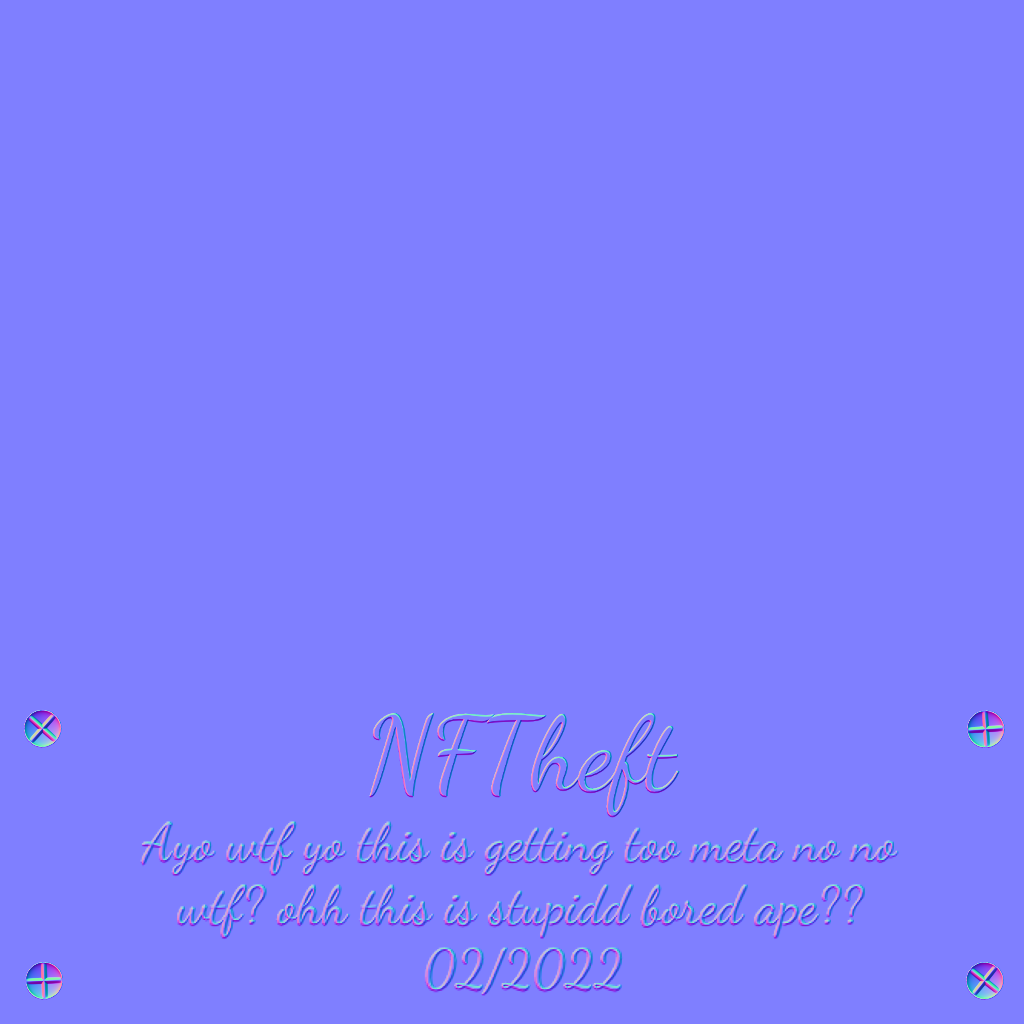 NFTheft
Ayo wtf yo this is getting too meta no no
wtf? ohh this is stupidd bored ape??
02/2022